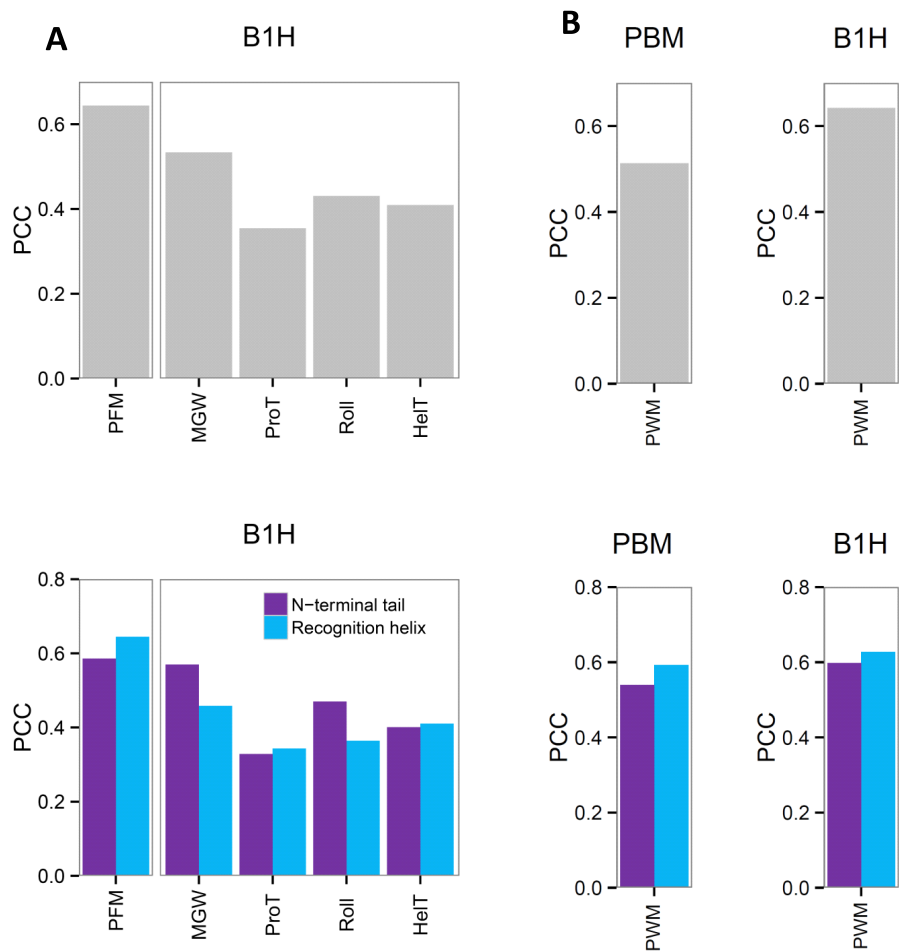 A
B1H
PCC
0.6
0.4
0.2
0.0
PFM
MGW
ProT
Roll
HelT
B
PBM
PCC
0.6
0.4
0.2
0.0
PWM
B1H
PCC
0.6
0.4
0.2
0.0
PWM
B1H
PCC
0.8
0.6
0.4
0.2
0.0
N−terminal tail
Recognition helix
PFM
MGW
ProT
Roll
HelT
PBM
PCC
0.8
0.6
0.4
0.2
0.0
PWM
B1H
PCC
0.8
0.6
0.4
0.2
0.0
PWM